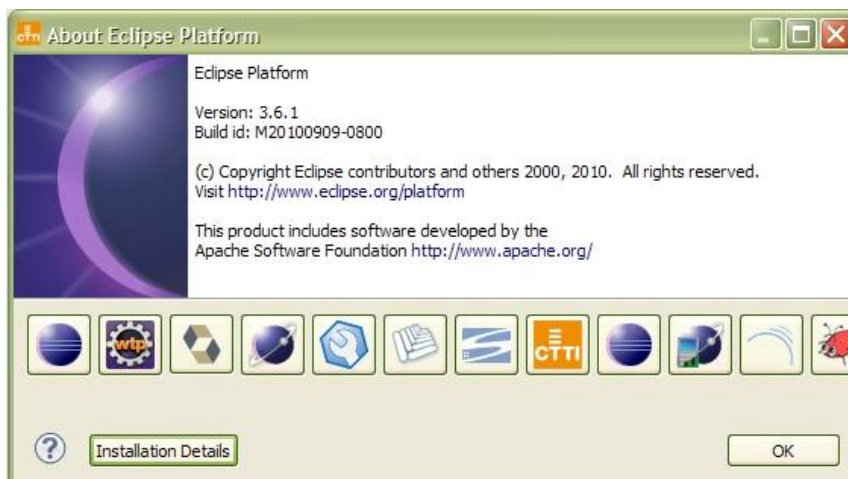 CTTI About Eclipse Platform
Eclipse Platform
Version: 3.6.1
Build id: M20100909-0800
(c) Copyright Eclipse contributors and others 2000, 2010.  All rights reserved.
Visit http://www.eclipse.org/platform
This product includes software developed by the
Apache Software Foundation http://www.apache.org/
wtp CTTI
? Installation Details OK